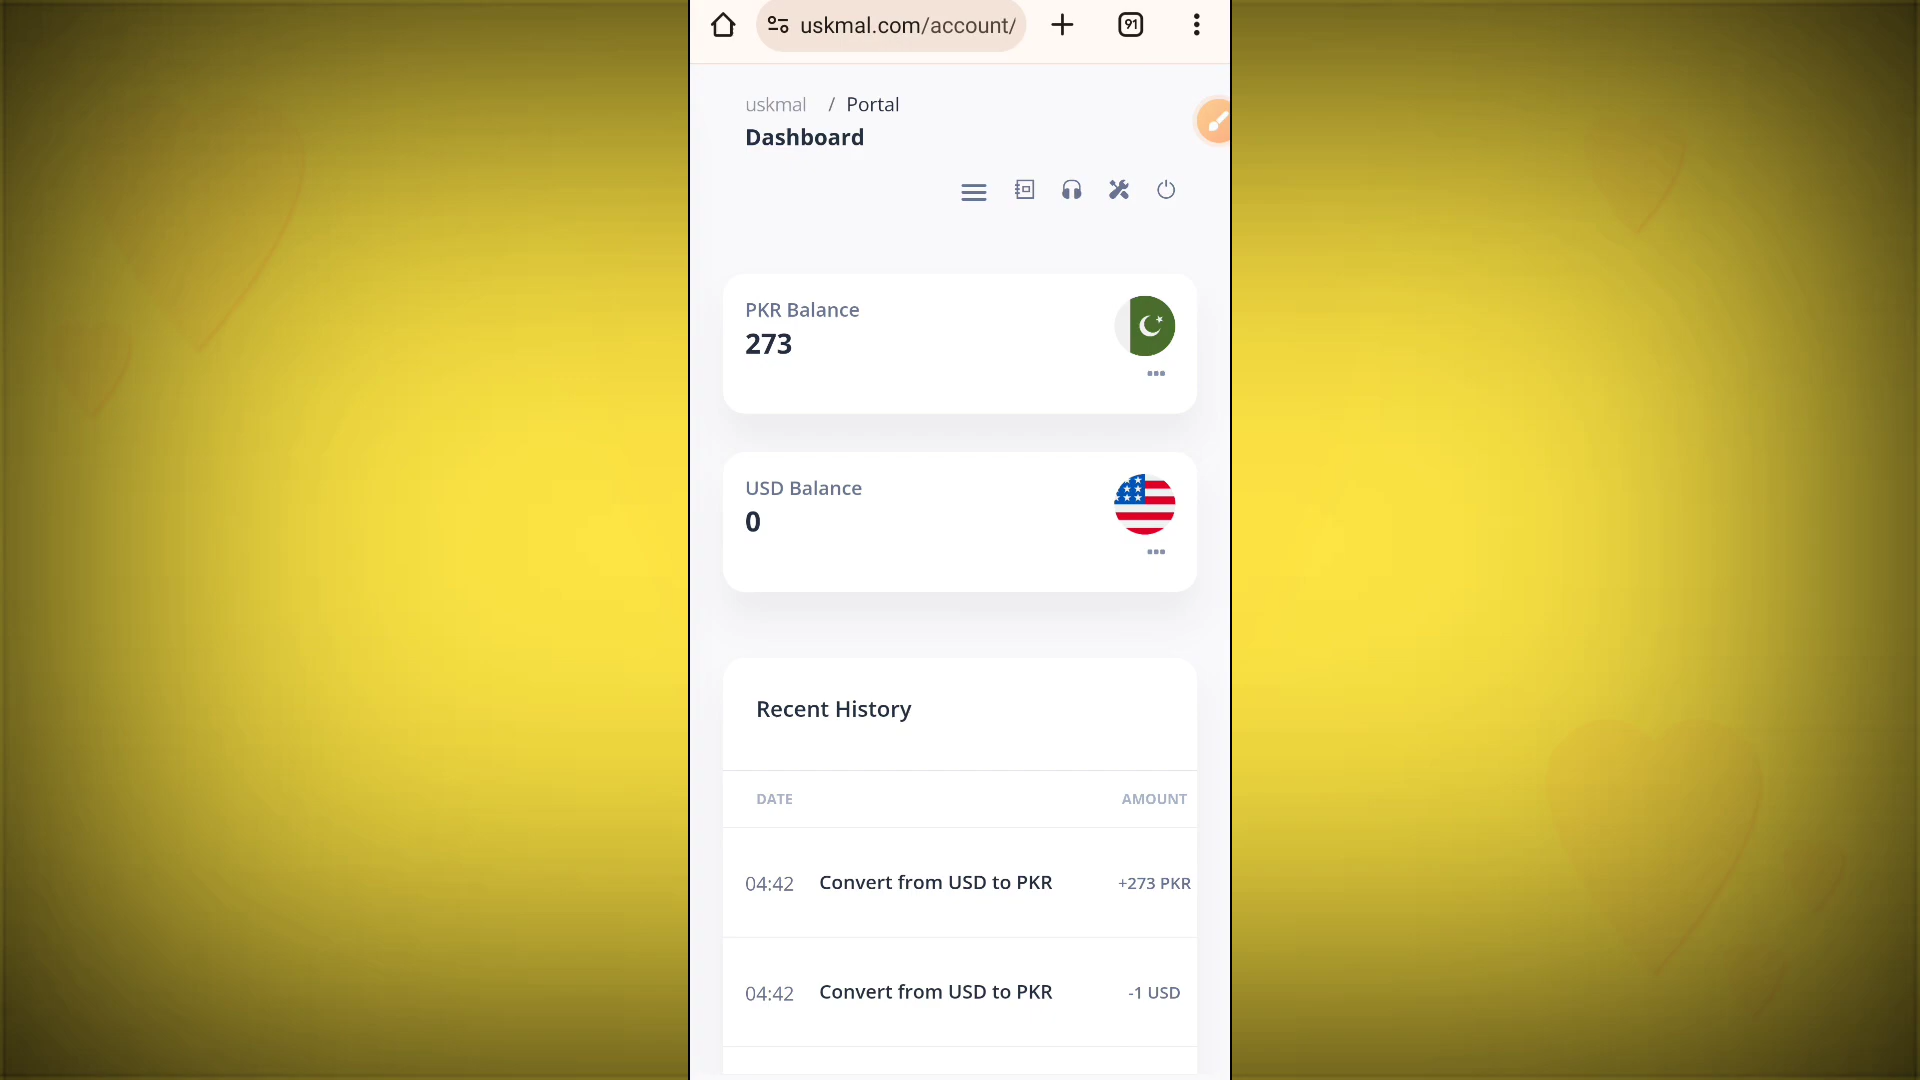 uskmal.com/account/
91
uskmal / Portal
Dashboard
PKR Balance
273
USD Balance
0
Recent History
DATE AMOUNT
04:42 Convert from USD to PKR +273 PKR
04:42 Convert from USD to PKR -1 USD